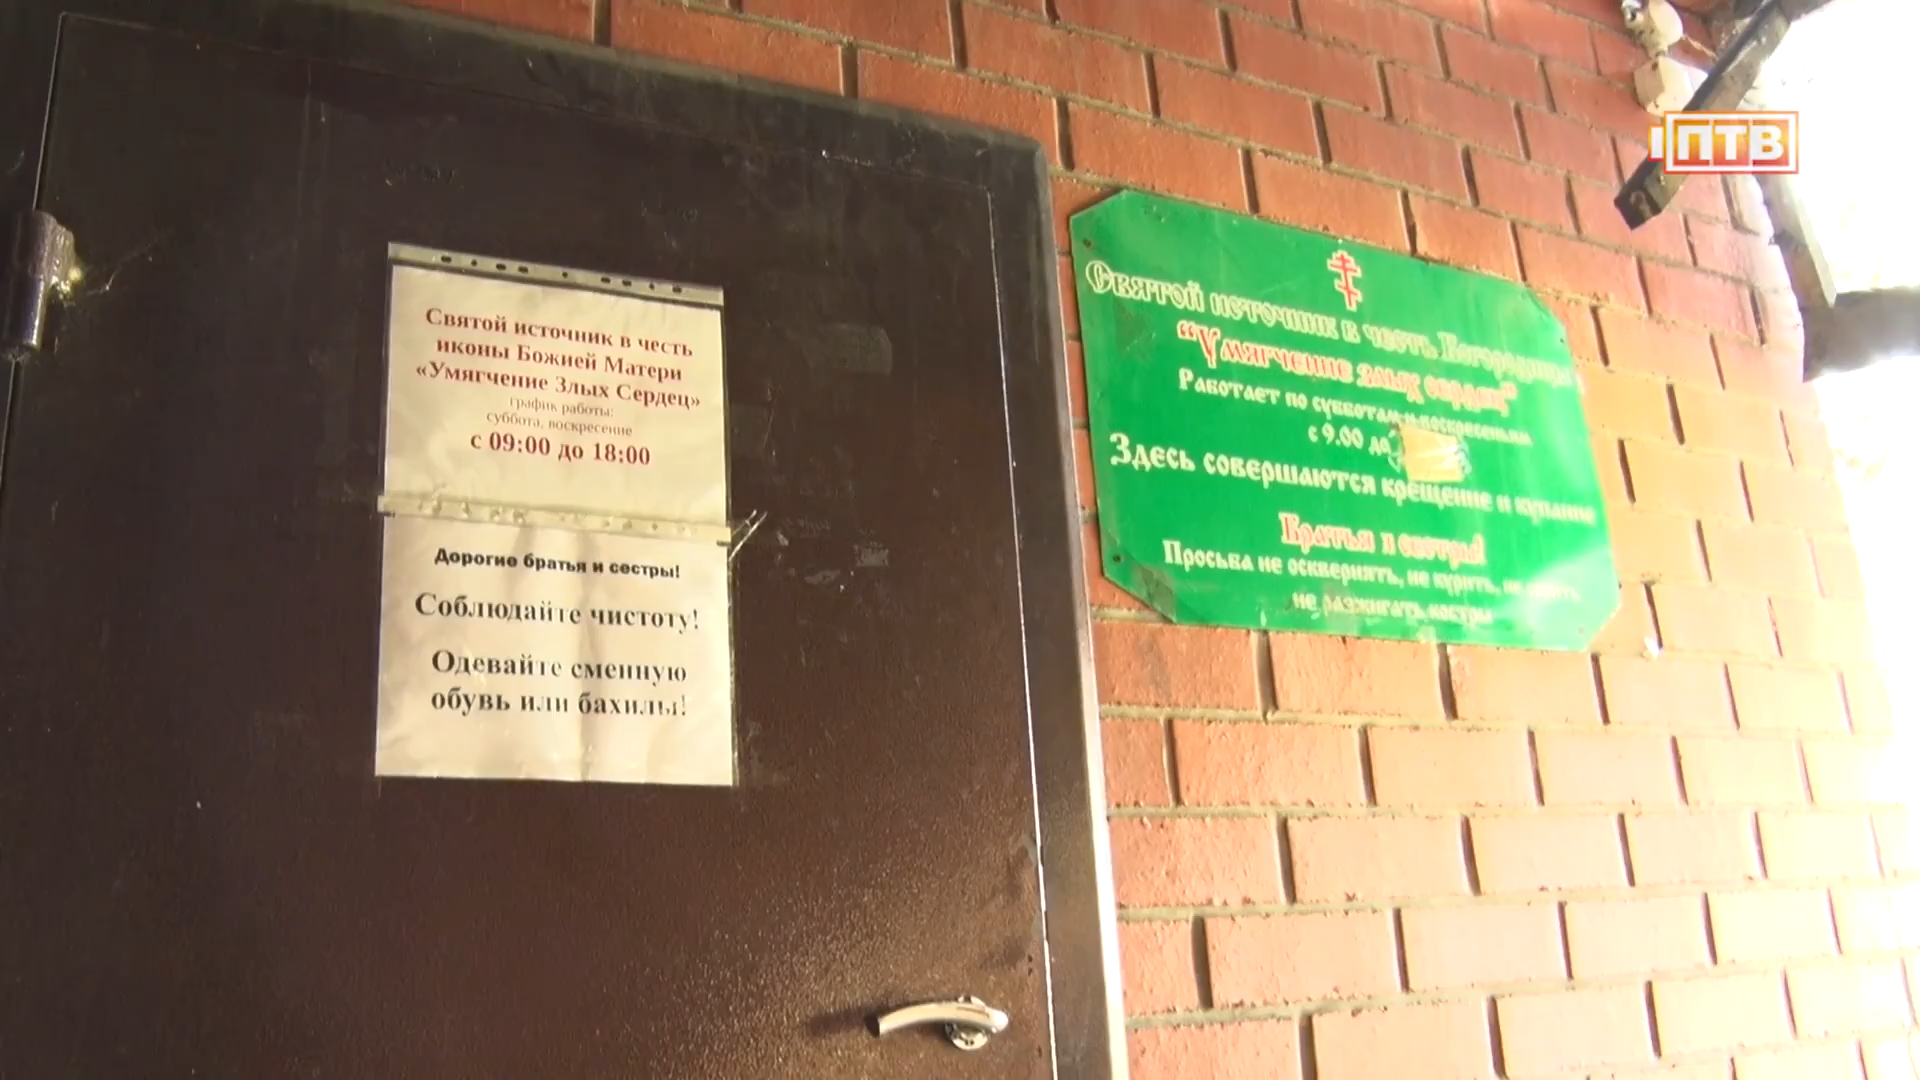 Святой источник в честь
иконы Божией Матери
«Умягчение Злых Сердец»
график работы:
суббота, воскресение
с 09:00 до 18:00
Дорогие братья и сестры!
Соблюдайте чистоту!
Одевайте сменную
обувь или бахилы!
Святой источник в честь Богородицы
“Умягчение злых сердец”
Работает по субботам и воскресеньям
с 9.00 до
Здесь совершаются крещение и купание
Братья и сестры!
Просьба не осквернять, не курить, не
не разжигать костры
ПТВ